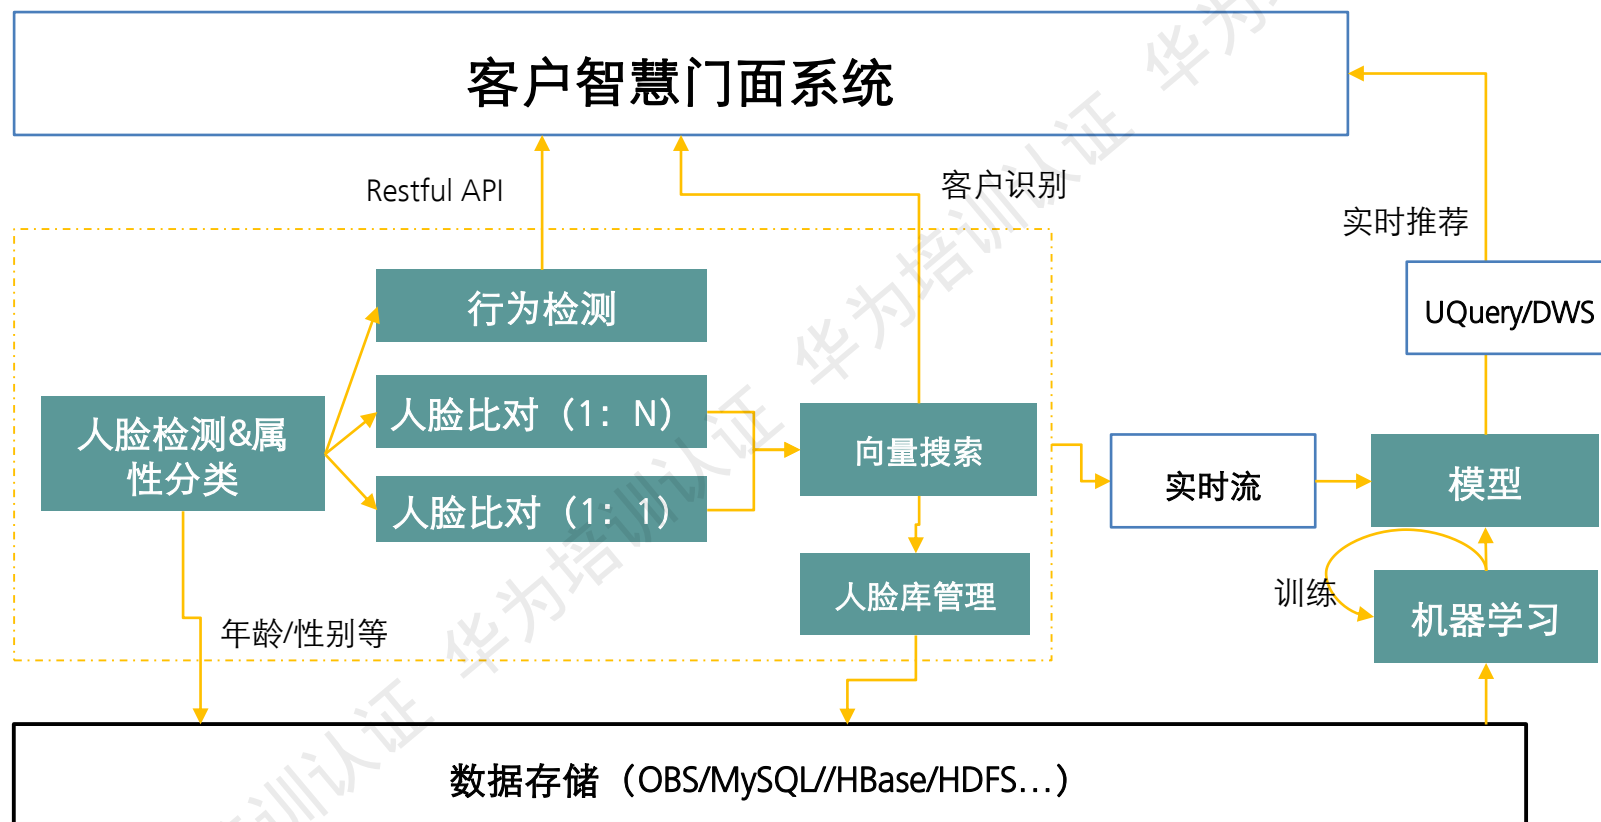 客户智慧门面系统
Restful API
客户识别
实时推荐
行为检测
UQuery/DWS
人脸检测&属
性分类
人脸比对（1：N）
向量搜索
实时流
模型
人脸比对（1：1）
人脸库管理
训练
机器学习
年龄/性别等
数据存储（OBS/MySQL//HBase/HDFS…）
华为培训认证 华为培训认证 华为培训认证